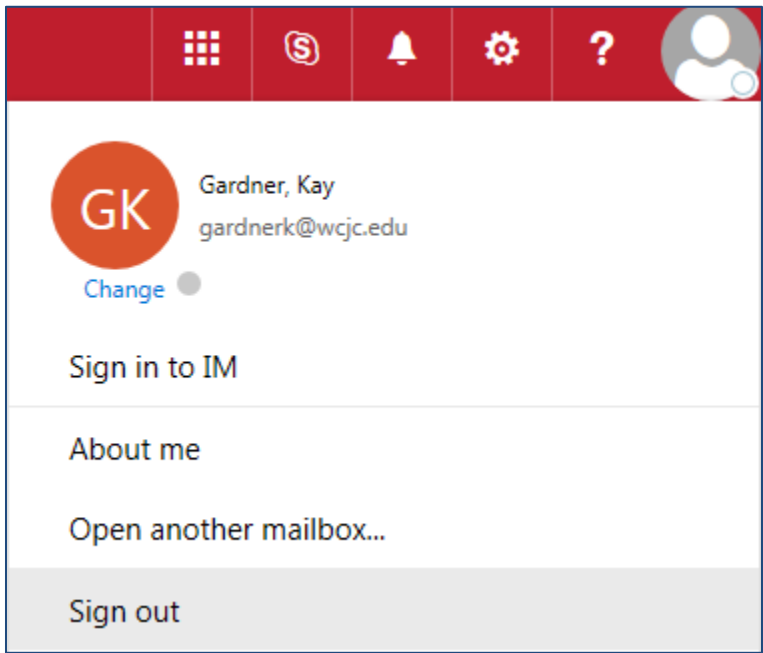 ?
GK
Gardner, Kay
gardnerk@wcjc.edu
Change
Sign in to IM
About me
Open another mailbox...
Sign out